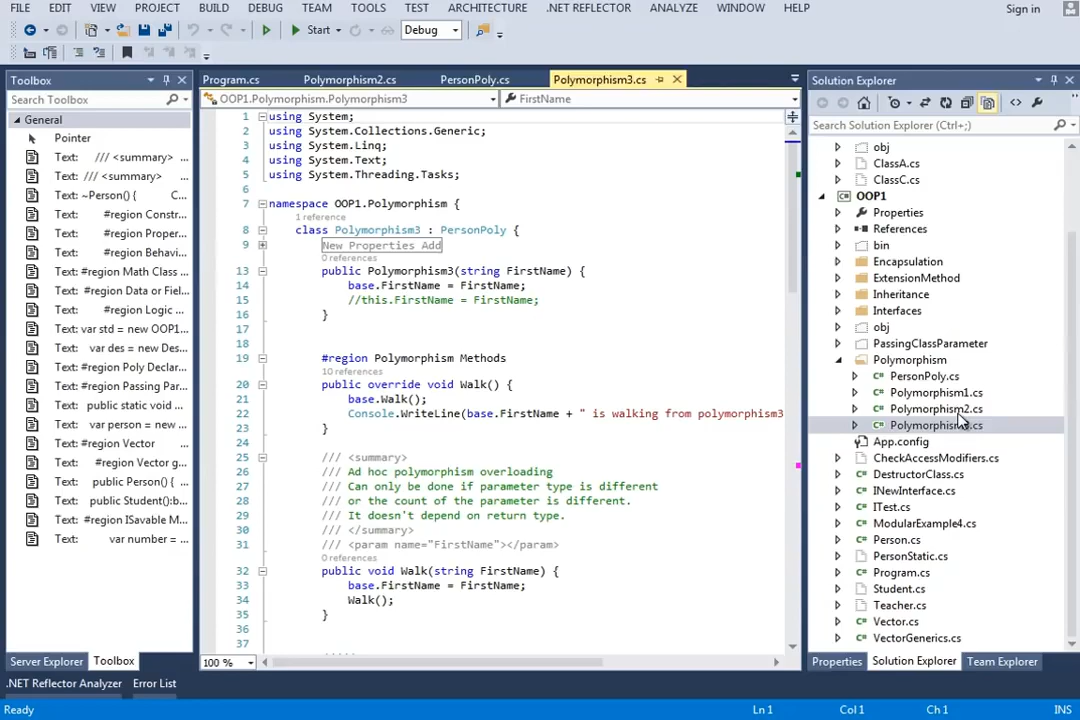 FILE EDIT VIEW PROJECT BUILD DEBUG TEAM TOOLS TEST ARCHITECTURE .NET REFLECTOR ANALYZE WINDOW HELP Sign in
Start Debug
Toolbox
Search Toolbox
General
Pointer
Text: /// <summary> ...
Text: /// <summary> ...
Text: ~Person() { C...
Text: #region Constr...
Text: #region Proper...
Text: #region Behavi...
Text: #region Math Class ...
Text: #region Data or Fiel...
Text: #region Logic ...
Text: var std = new OOP1...
Text: var des = new Des...
Text: #region Poly Declar...
Text: #region Passing Par...
Text: public static void ...
Text: var person = new ...
Text: #region Vector
Text: #region Vector g...
Text: public Person() { ...
Text: public Student():b...
Text: #region ISavable M...
Text: var number = ...
Server Explorer Toolbox
.NET Reflector Analyzer Error List
Program.cs Polymorphism2.cs PersonPoly.cs Polymorphism3.cs
OOP1.Polymorphism.Polymorphism3 FirstName
1 using System;
2 using System.Collections.Generic;
3 using System.Linq;
4 using System.Text;
5 using System.Threading.Tasks;
6
7 namespace OOP1.Polymorphism {
1 reference
8 class Polymorphism3 : PersonPoly {
9 New Properties Add
0 references
13 public Polymorphism3(string FirstName) {
14 base.FirstName = FirstName;
15 //this.FirstName = FirstName;
16 }
17
18
19 #region Polymorphism Methods
10 references
20 public override void Walk() {
21 base.Walk();
22 Console.WriteLine(base.FirstName + " is walking from polymorphism3
23 }
24
25 /// <summary>
26 /// Ad hoc polymorphism overloading
27 /// Can only be done if parameter type is different
28 /// or the count of the parameter is different.
29 /// It doesn't depend on return type.
30 /// </summary>
31 /// <param name="FirstName"></param>
0 references
32 public void Walk(string FirstName) {
33 base.FirstName = FirstName;
34 Walk();
35 }
36
37
100 %
Solution Explorer
Search Solution Explorer (Ctrl+;)
obj
ClassA.cs
ClassC.cs
OOP1
Properties
References
bin
Encapsulation
ExtensionMethod
Inheritance
Interfaces
obj
PassingClassParameter
Polymorphism
PersonPoly.cs
Polymorphism1.cs
Polymorphism2.cs
Polymorphism3.cs
App.config
CheckAccessModifiers.cs
DestructorClass.cs
INewInterface.cs
ITest.cs
ModularExample4.cs
Person.cs
PersonStatic.cs
Program.cs
Student.cs
Teacher.cs
Vector.cs
VectorGenerics.cs
Properties Solution Explorer Team Explorer
Ready Ln 1 Col 1 Ch 1 INS